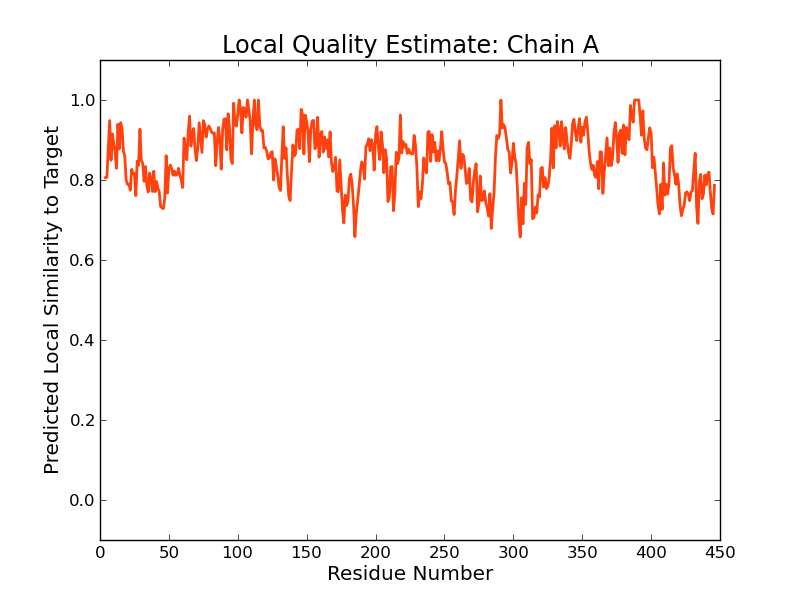 Local Quality Estimate: Chain A
Predicted Local Similarity to Target
1.0
0.8
0.6
0.4
0.2
0.0
0 50 100 150 200 250 300 350 400 450
Residue Number